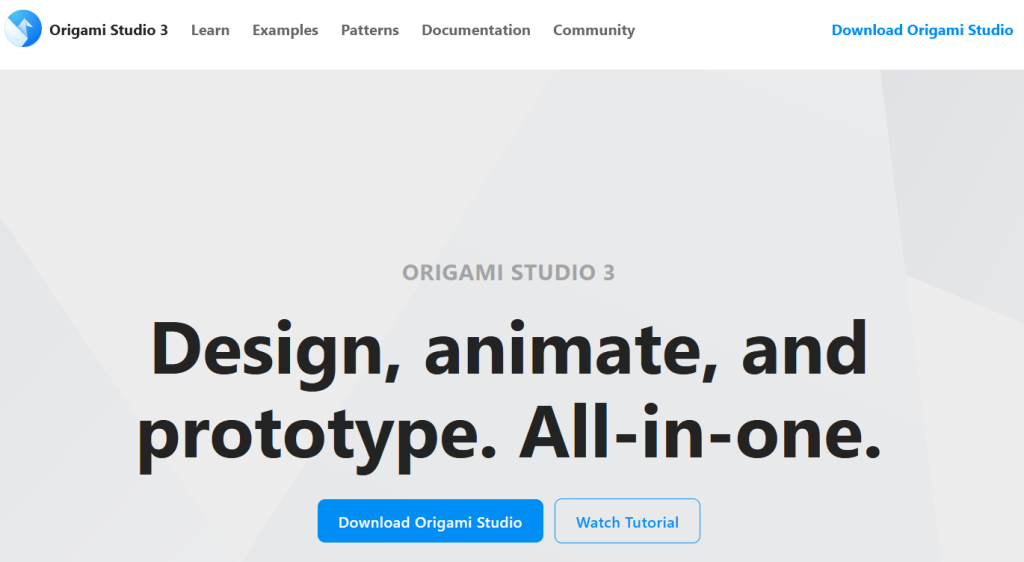 Origami Studio 3 Learn Examples Patterns Documentation Community Download Origami Studio
ORIGAMI STUDIO 3
Design, animate, and
prototype. All-in-one.
Download Origami Studio Watch Tutorial